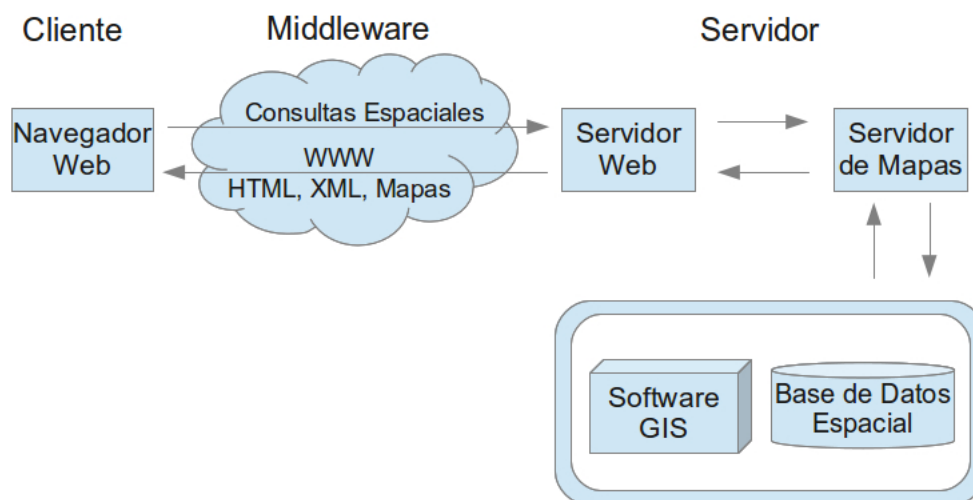 Cliente
Middleware
Servidor
Consultas Espaciales
WWW
HTML, XML, Mapas
Navegador
Web
Servidor
Web
Servidor
de Mapas
Software
GIS
Base de Datos
Espacial